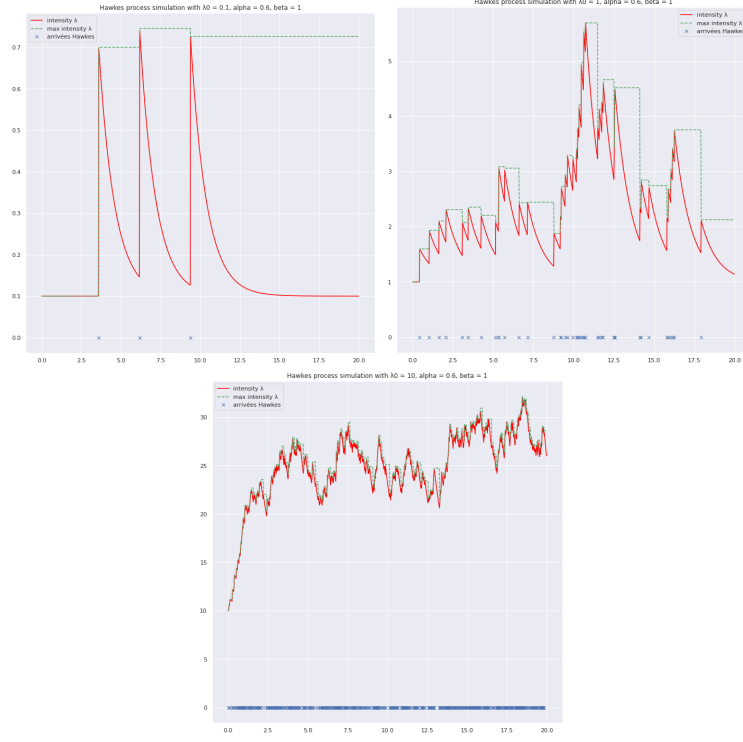 Hawkes process simulation with λ0 = 0.1, alpha = 0.6, beta = 1
intensity λ
max intensity λ
arrivées Hawkes
0.7
0.6
0.5
0.4
0.3
0.2
0.1
0.0
0.0 2.5 5.0 7.5 10.0 12.5 15.0 17.5 20.0
Hawkes process simulation with λ0 = 1, alpha = 0.6, beta = 1
intensity λ
max intensity λ
arrivées Hawkes
5
4
3
2
1
0
0.0 2.5 5.0 7.5 10.0 12.5 15.0 17.5 20.0
Hawkes process simulation with λ0 = 10, alpha = 0.6, beta = 1
intensity λ
max intensity λ
arrivées Hawkes
30
25
20
15
10
5
0
0.0 2.5 5.0 7.5 10.0 12.5 15.0 17.5 20.0